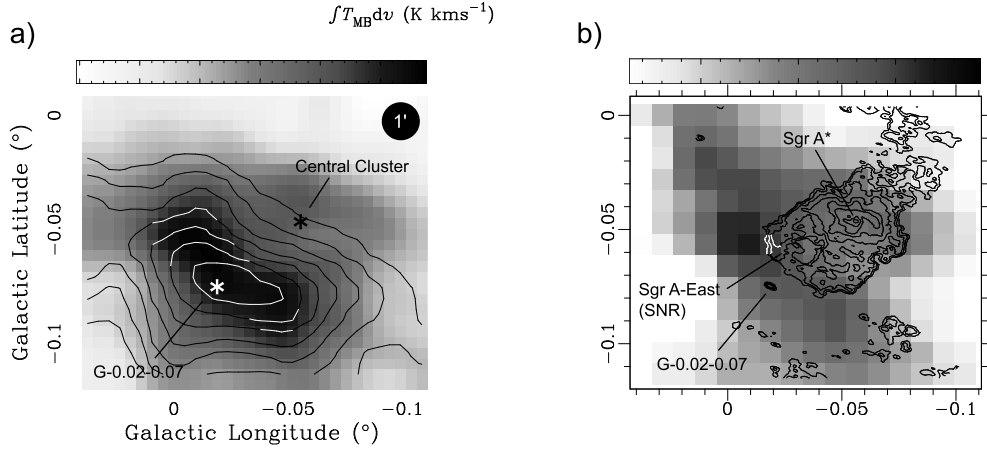 ∫T_MB dv (K kms⁻¹)
a)
b)
1'
Central Cluster
G-0.02-0.07
0
−0.05
−0.1
Galactic Latitude (°)
0
−0.05
−0.1
Galactic Longitude (°)
Sgr A*
Sgr A-East
(SNR)
G-0.02-0.07
0
−0.05
−0.1
0
−0.05
−0.1